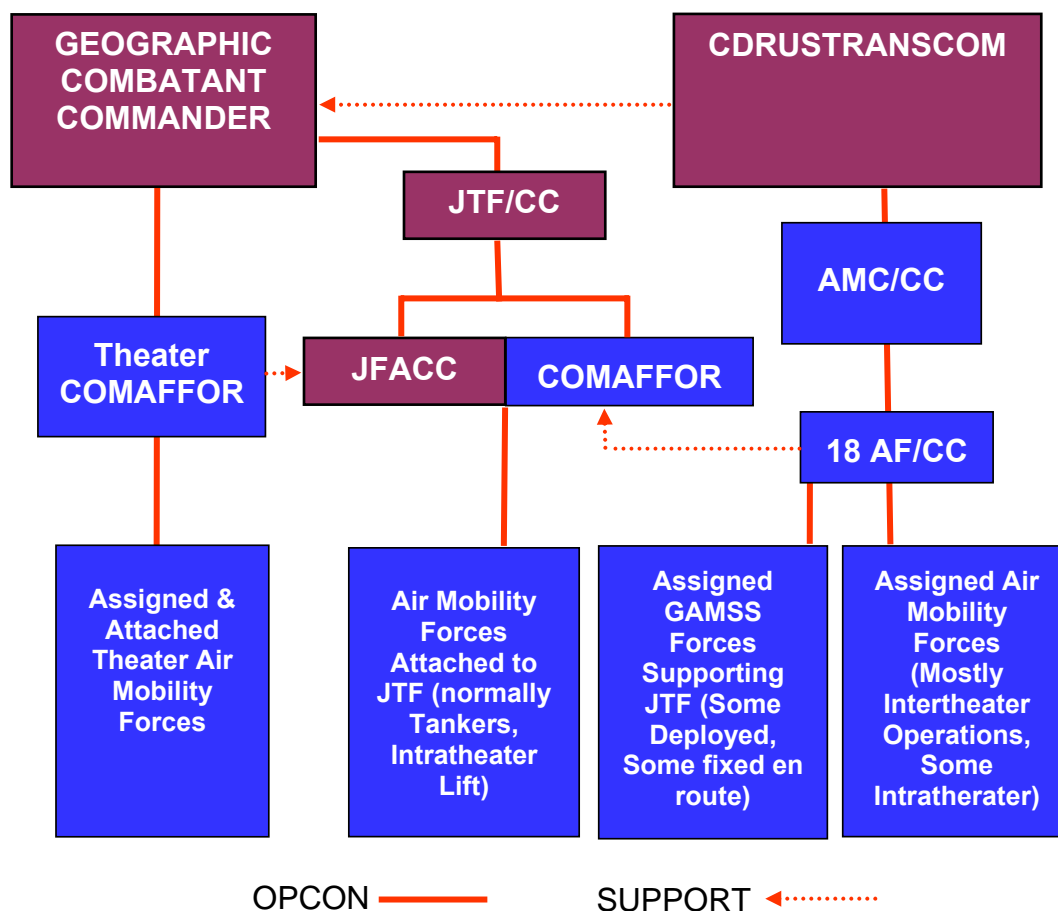 GEOGRAPHIC
COMBATANT
COMMANDER
CDRUSTRANSCOM
JTF/CC
AMC/CC
Theater
COMAFFOR
JFACC
COMAFFOR
18 AF/CC
Assigned &
Attached
Theater Air
Mobility
Forces
Air Mobility
Forces
Attached to
JTF (normally
Tankers,
Intratheater
Lift)
Assigned
GAMSS
Forces
Supporting
JTF (Some
Deployed,
Some fixed en
route)
Assigned Air
Mobility
Forces
(Mostly
Intertheater
Operations,
Some
Intratherater)
OPCON
SUPPORT